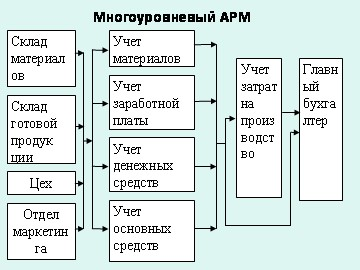 Многоуровневый АРМ
Склад
материал
ов
Склад
готовой
продук
ции
Цех
Отдел
маркетин
га
Учет
материалов
Учет
заработной
платы
Учет
денежных
средств
Учет
основных
средств
Учет
затрат
на
произ
водст
во
Главн
ый
бухга
лтер